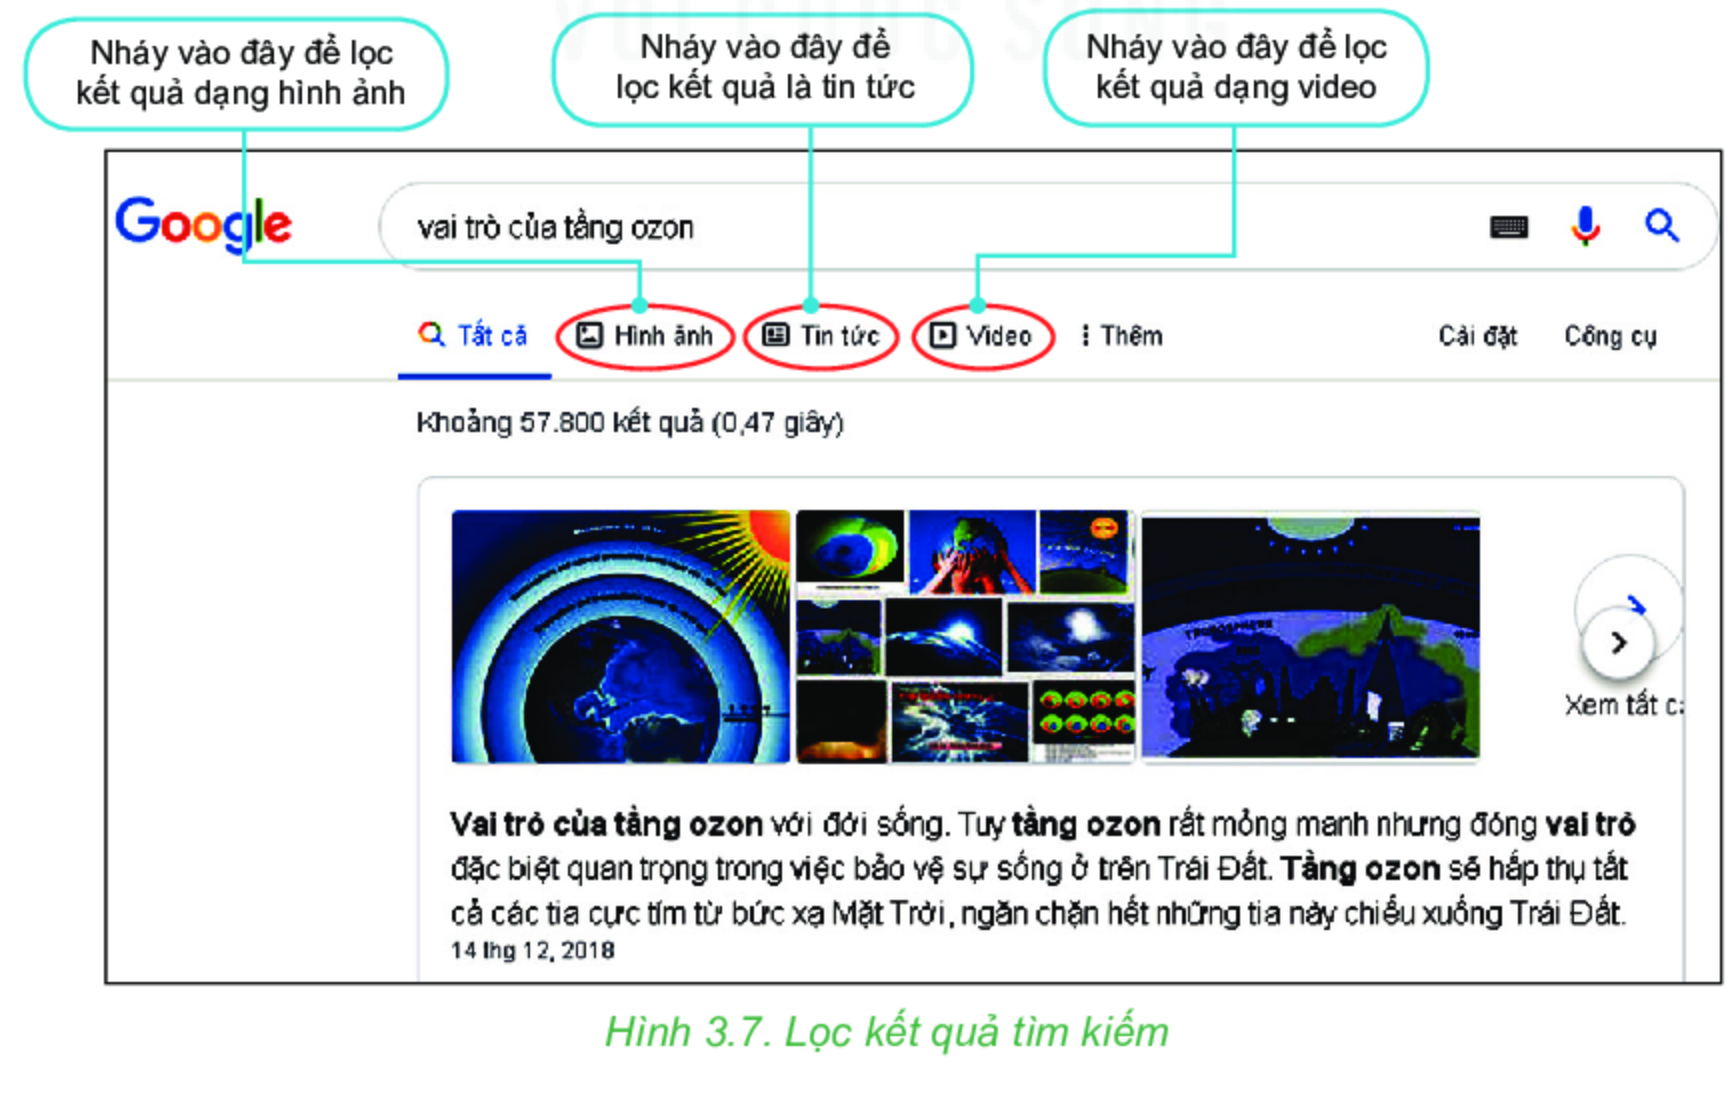 Nháy vào đây để lọc
kết quả dạng hình ảnh
Nháy vào đây để
lọc kết quả là tin tức
Nháy vào đây để lọc
kết quả dạng video
Google
vai trò của tầng ozon
Tất cả
Hình ảnh
Tin tức
Video
Thêm
Cài đặt
Công cụ
Khoảng 57.800 kết quả (0,47 giây)
Xem tất cả
Vai trò của tầng ozon với đời sống. Tuy tầng ozon rất mỏng manh nhưng đóng vai trò
đặc biệt quan trọng trong việc bảo vệ sự sống ở trên Trái Đất. Tầng ozon sẽ hấp thụ tất
cả các tia cực tím từ bức xạ Mặt Trời, ngăn chặn hết những tia này chiếu xuống Trái Đất.
14 thg 12, 2018
Hình 3.7. Lọc kết quả tìm kiếm